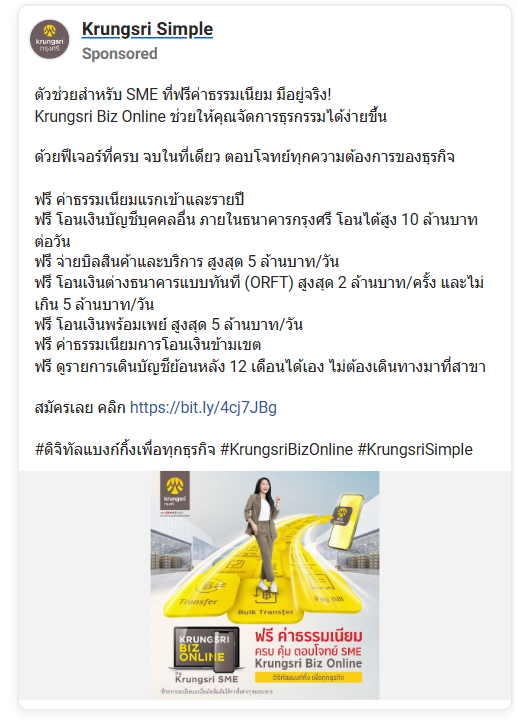 Krungsri Simple
Sponsored
krungsri
กรุงศรี
ตัวช่วยสำหรับ SME ที่ฟรีค่าธรรมเนียม มีอยู่จริง!
Krungsri Biz Online ช่วยให้คุณจัดการธุรกรรมได้ง่ายขึ้น
ด้วยฟีเจอร์ที่ครบ จบในที่เดียว ตอบโจทย์ทุกความต้องการของธุรกิจ
ฟรี ค่าธรรมเนียมแรกเข้าและรายปี
ฟรี โอนเงินบัญชีบุคคลอื่น ภายในธนาคารกรุงศรี โอนได้สูง 10 ล้านบาท
ต่อวัน
ฟรี จ่ายบิลสินค้าและบริการ สูงสุด 5 ล้านบาท/วัน
ฟรี โอนเงินต่างธนาคารแบบทันที (ORFT) สูงสุด 2 ล้านบาท/ครั้ง และไม่
เกิน 5 ล้านบาท/วัน
ฟรี โอนเงินพร้อมเพย์ สูงสุด 5 ล้านบาท/วัน
ฟรี ค่าธรรมเนียมการโอนเงินข้ามเขต
ฟรี ดูรายการเดินบัญชีย้อนหลัง 12 เดือนได้เอง ไม่ต้องเดินทางมาที่สาขา
สมัครเลย คลิก https://bit.ly/4cj7JBg
#ดิจิทัลแบงก์กิ้งเพื่อทุกธุรกิจ #KrungsriBizOnline #KrungsriSimple
krungsri
กรุงศรี
Transfer
Bulk Transfer
Pay Bill
KRUNGSRI
BIZ
ONLINE
by
Krungsri SME
ฟรี ค่าธรรมเนียม
ครบ คุ้ม ตอบโจทย์ SME
Krungsri Biz Online
ดิจิทัลแบงก์กิ้ง เพื่อทุกธุรกิจ